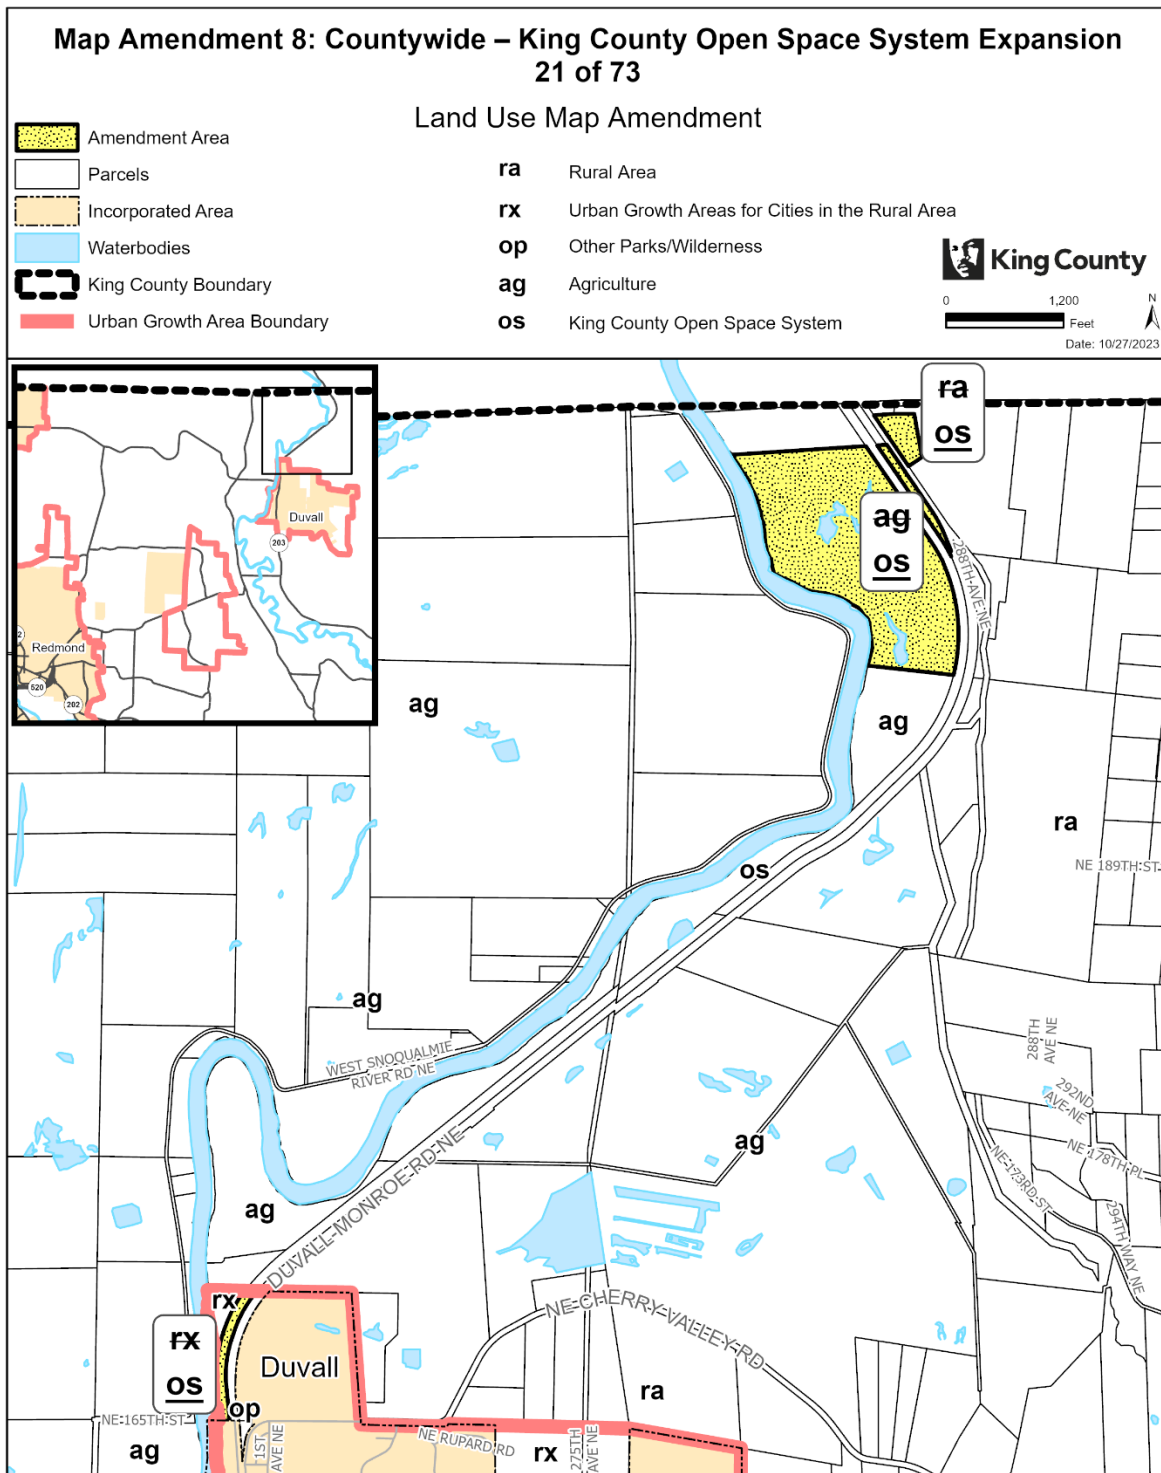 Map Amendment 8: Countywide – King County Open Space System Expansion
21 of 73
Land Use Map Amendment
Amendment Area
Parcels
Incorporated Area
Waterbodies
King County Boundary
Urban Growth Area Boundary
ra Rural Area
rx Urban Growth Areas for Cities in the Rural Area
op Other Parks/Wilderness
ag Agriculture
os King County Open Space System
King County
0 1,200
Feet
N
Date: 10/27/2023
ra
os
Duvall
203
Redmond
2
520
202
ag
os
288TH AVE NE
ag
ag
ra
os
NE 189TH ST
ag
WEST SNOQUALMIE
RIVER RD NE
288TH
AVE NE
292ND
AVE NE
NE 178TH PL
NE 173RD ST
294TH WAY NE
ag
ag
DUVALL-MONROE RD NE
rx
rx
os
Duvall
NE CHERRY VALLEY RD
ra
op
NE 165TH ST
ag
1ST
AVE NE
NE RUPARD RD
rx
275TH
AVE NE